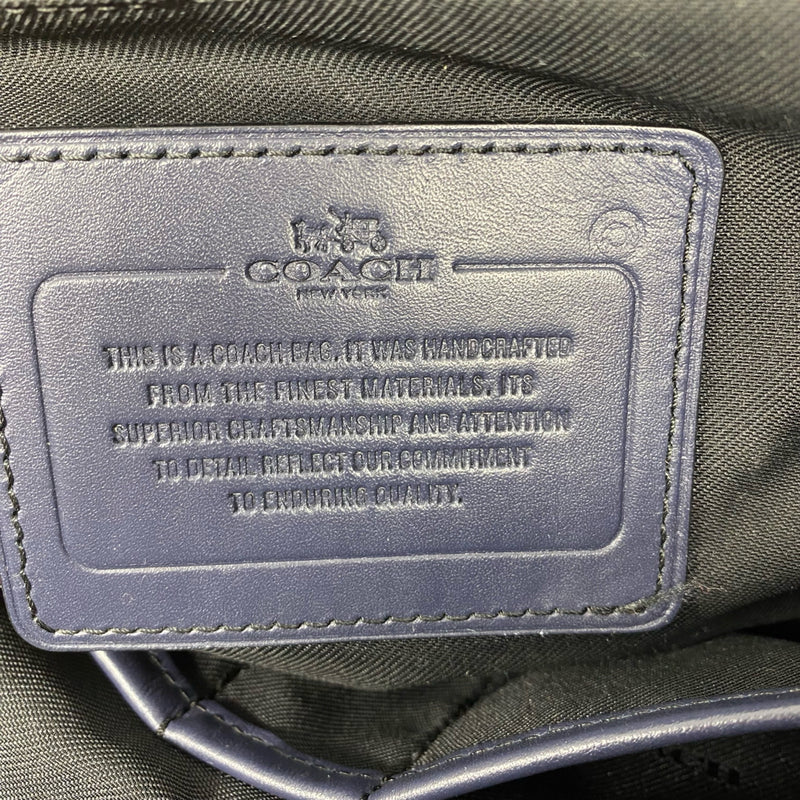 COACH
NEW YORK
THIS IS A COACH BAG. IT WAS HANDCRAFTED
FROM THE FINEST MATERIALS. ITS
SUPERIOR CRAFTSMANSHIP AND ATTENTION
TO DETAIL REFLECT OUR COMMITMENT
TO ENDURING QUALITY.
COACH